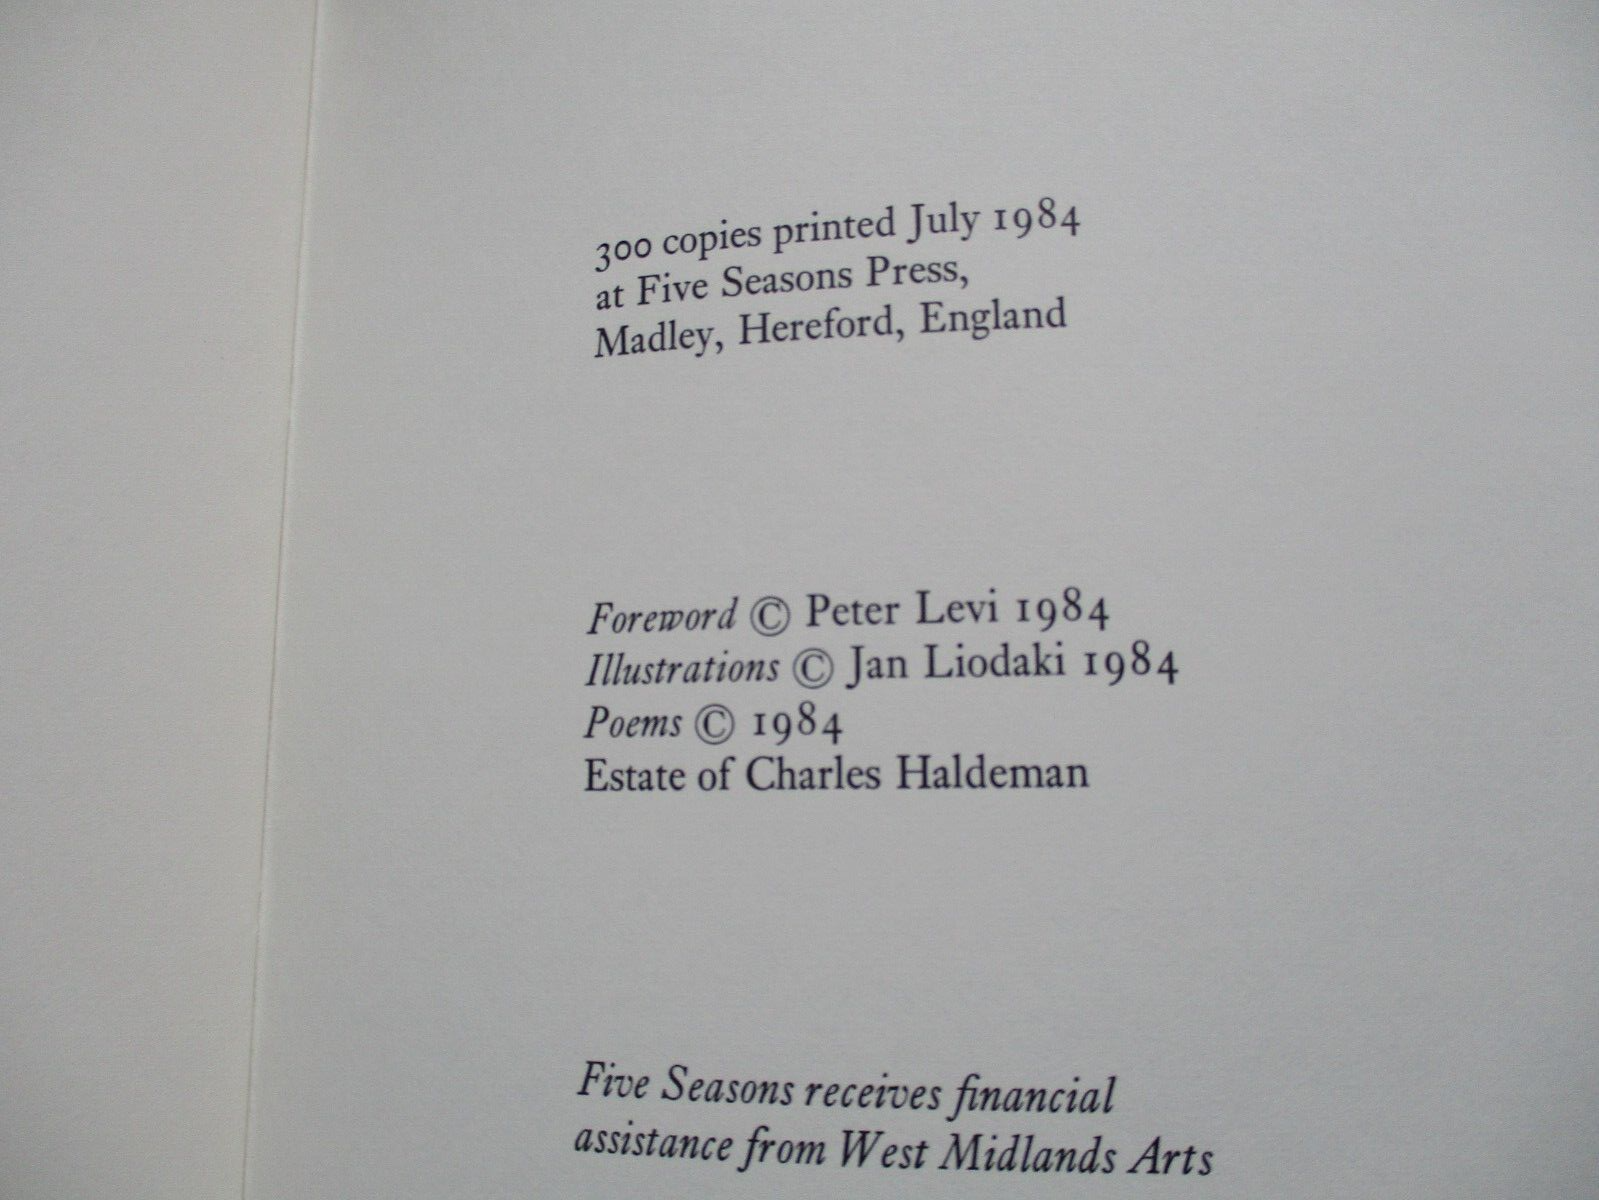 300 copies printed July 1984
at Five Seasons Press,
Madley, Hereford, England
Foreword © Peter Levi 1984
Illustrations © Jan Liodaki 1984
Poems © 1984
Estate of Charles Haldeman
Five Seasons receives financial
assistance from West Midlands Arts